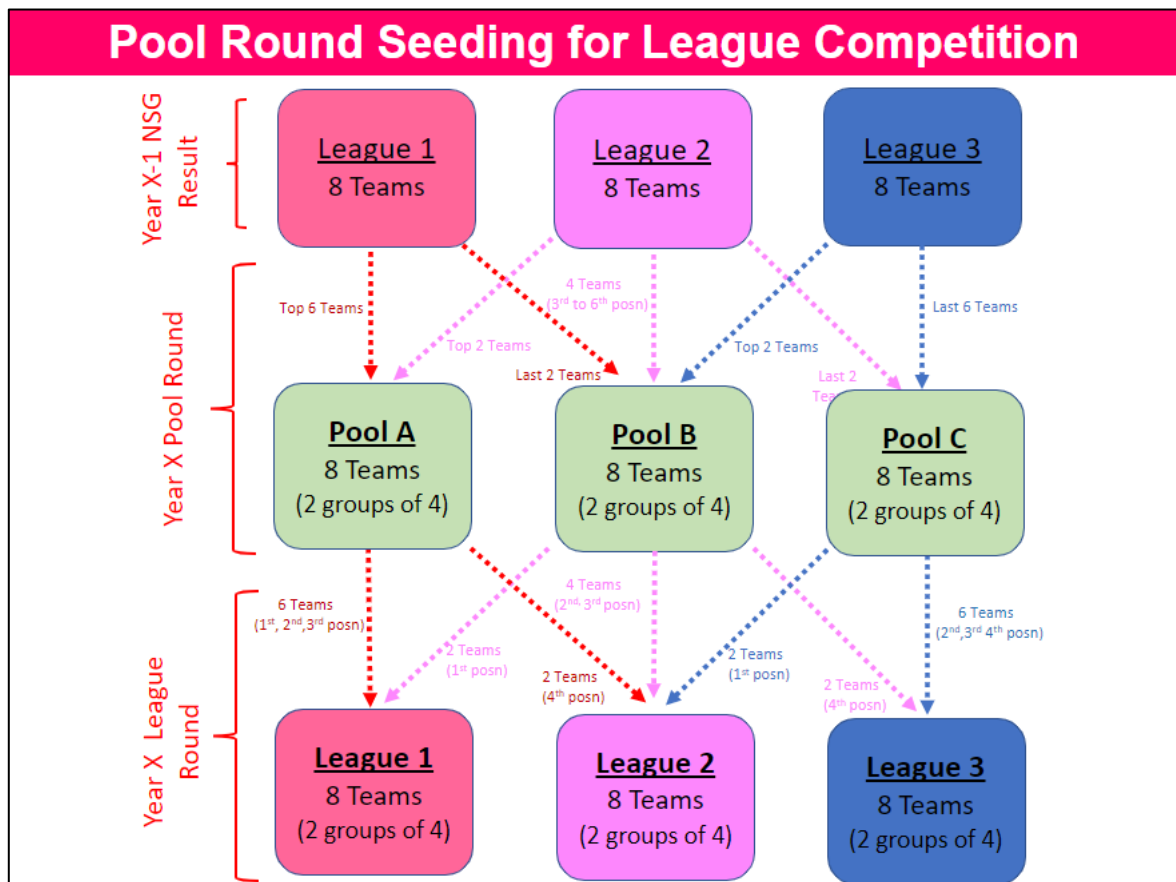 Pool Round Seeding for League Competition
Year X-1 NSG
Result
League 1
8 Teams
League 2
8 Teams
League 3
8 Teams
Year X Pool Round
Top 6 Teams
Top 2 Teams
Last 2 Teams
4 Teams
(3rd to 6th posn)
Top 2 Teams
Last 2
Last 6 Teams
Pool A
8 Teams
(2 groups of 4)
Pool B
8 Teams
(2 groups of 4)
Pool C
8 Teams
(2 groups of 4)
Year X League
Round
6 Teams
(1st, 2nd,3rd posn)
2 Teams
(1st posn)
2 Teams
(4th posn)
4 Teams
(2nd, 3rd posn)
2 Teams
(1st posn)
2 Teams
(4th posn)
6 Teams
(2nd,3rd 4th posn)
League 1
8 Teams
(2 groups of 4)
League 2
8 Teams
(2 groups of 4)
League 3
8 Teams
(2 groups of 4)